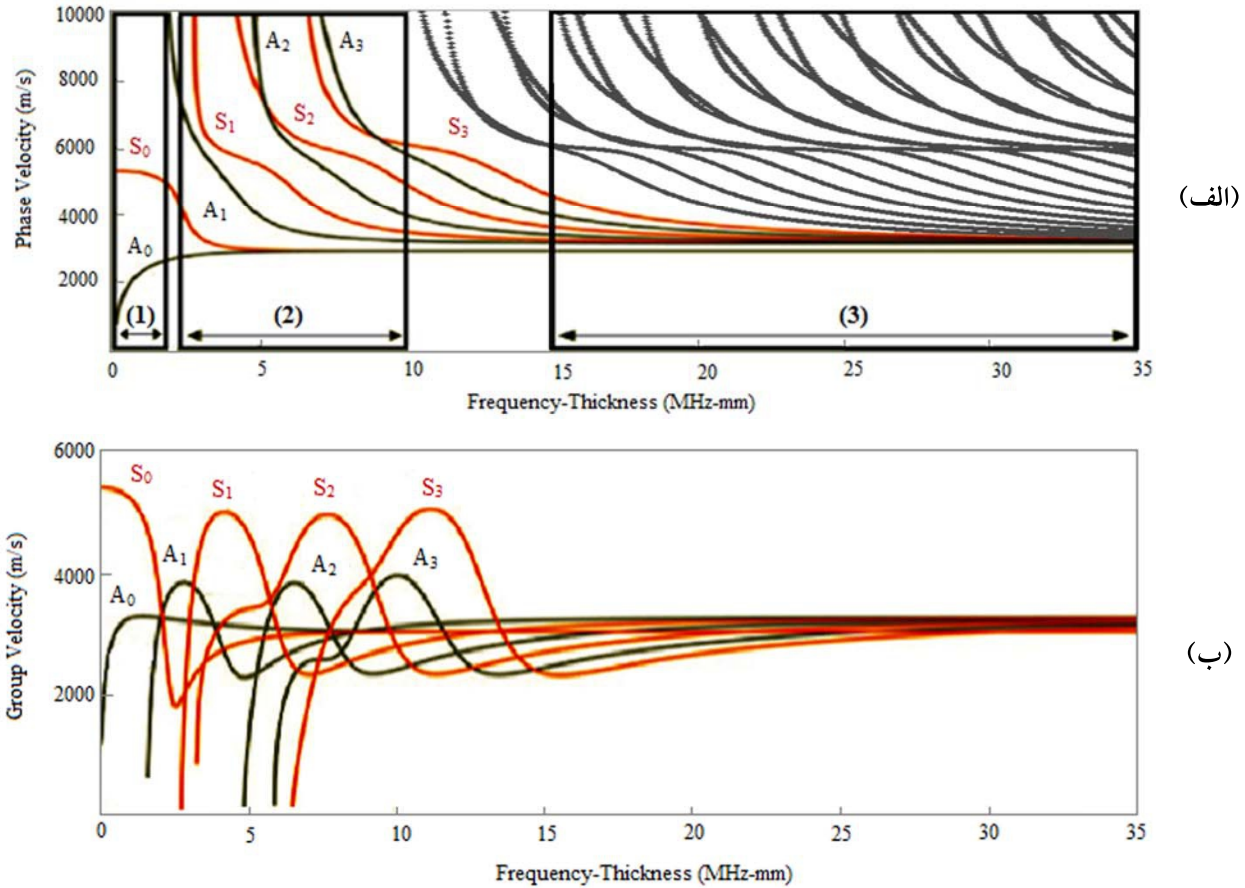 10000
8000
6000
4000
2000
Phase Velocity (m/s)
S0
A0
A1
S1
A2
S2
A3
S3
(1)
(2)
(3)
0 5 10 15 20 25 30 35
Frequency-Thickness (MHz-mm)
(الف)
6000
4000
2000
Group Velocity (m/s)
S0
A0
A1
S1
S2
A2
S3
A3
0 5 10 15 20 25 30 35
Frequency-Thickness (MHz-mm)
(ب)